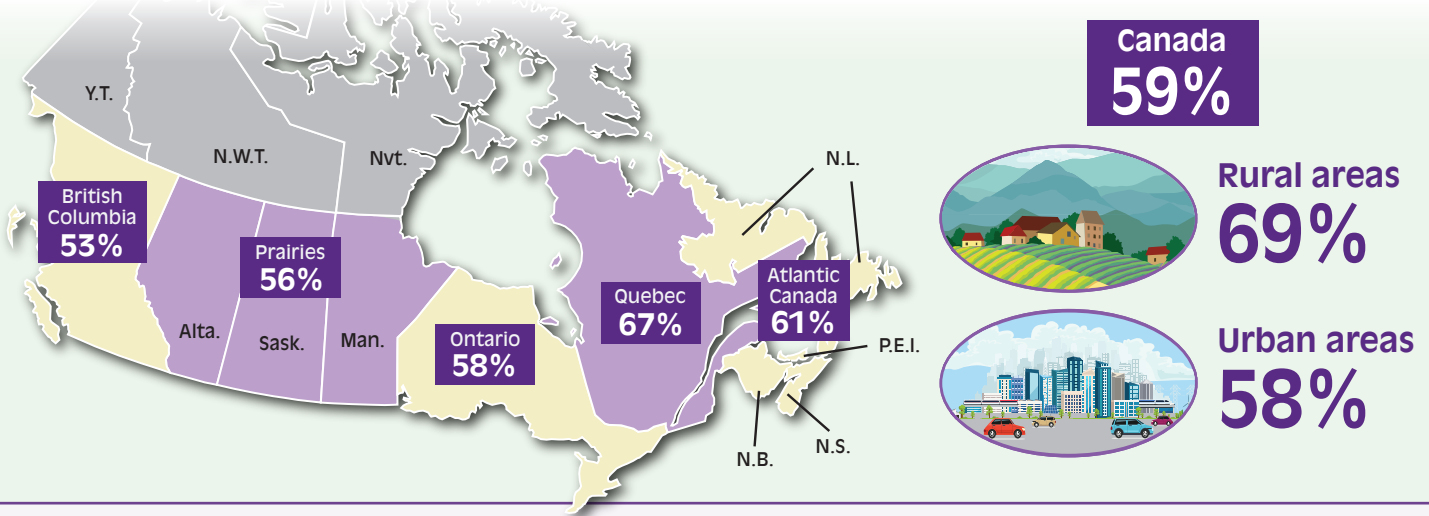 Canada
59%
Y.T.
N.W.T.
Nvt.
N.L.
Rural areas
69%
British
Columbia
53%
Prairies
56%
Quebec
67%
Atlantic
Canada
61%
Alta.
Sask.
Man.
Ontario
58%
P.E.I.
Urban areas
58%
N.B.
N.S.